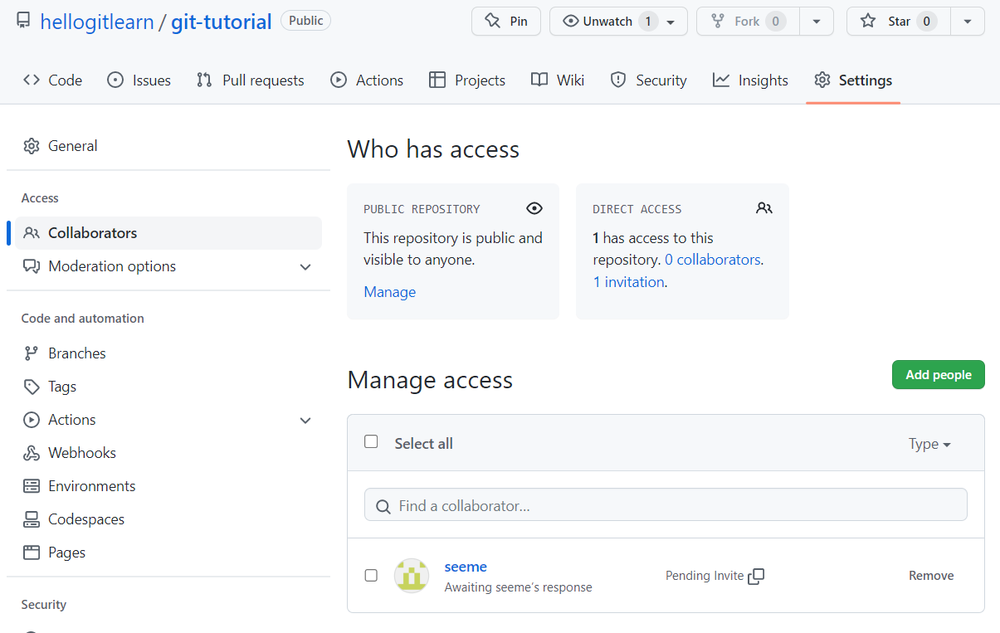 hellogitlearn / git-tutorial Public Pin Unwatch 1 Fork 0 Star 0
Code Issues Pull requests Actions Projects Wiki Security Insights Settings
General
Access
Collaborators
Moderation options
Code and automation
Branches
Tags
Actions
Webhooks
Environments
Codespaces
Pages
Security
Who has access
PUBLIC REPOSITORY
This repository is public and
visible to anyone.
Manage
DIRECT ACCESS
1 has access to this
repository. 0 collaborators.
1 invitation.
Manage access
Add people
Select all Type
Find a collaborator...
seeme
Awaiting seeme's response
Pending Invite
Remove